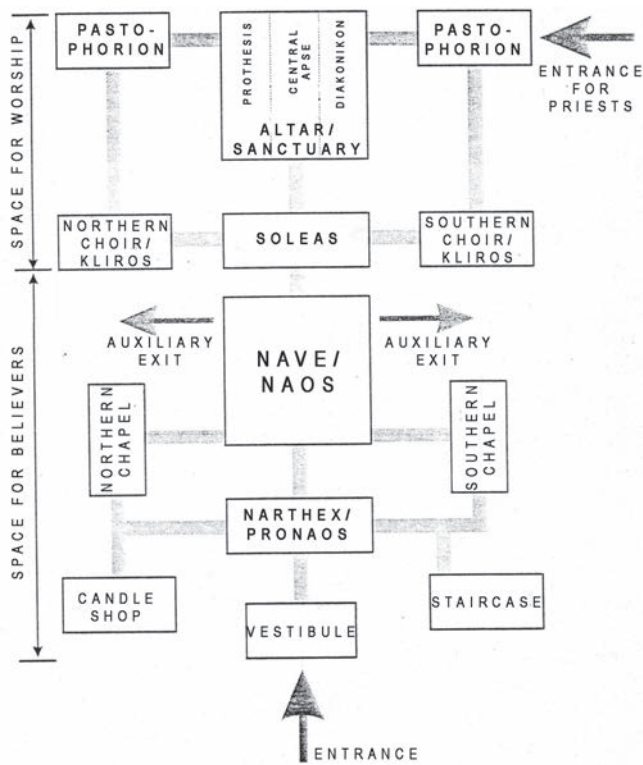 SPACE FOR WORSHIP
PASTO-
PHORION
PROTHESIS
CENTRAL
APSE
DIAKONIKON
ALTAR/
SANCTUARY
PASTO-
PHORION
ENTRANCE
FOR
PRIESTS
NORTHERN
CHOIR/
KLIROS
SOLEAS
SOUTHERN
CHOIR/
KLIROS
SPACE FOR BELIEVERS
AUXILIARY
EXIT
NAVE/
NAOS
AUXILIARY
EXIT
NORTHERN
CHAPEL
SOUTHERN
CHAPEL
NARTHEX/
PRONAOS
CANDLE
SHOP
VESTIBULE
STAIRCASE
ENTRANCE